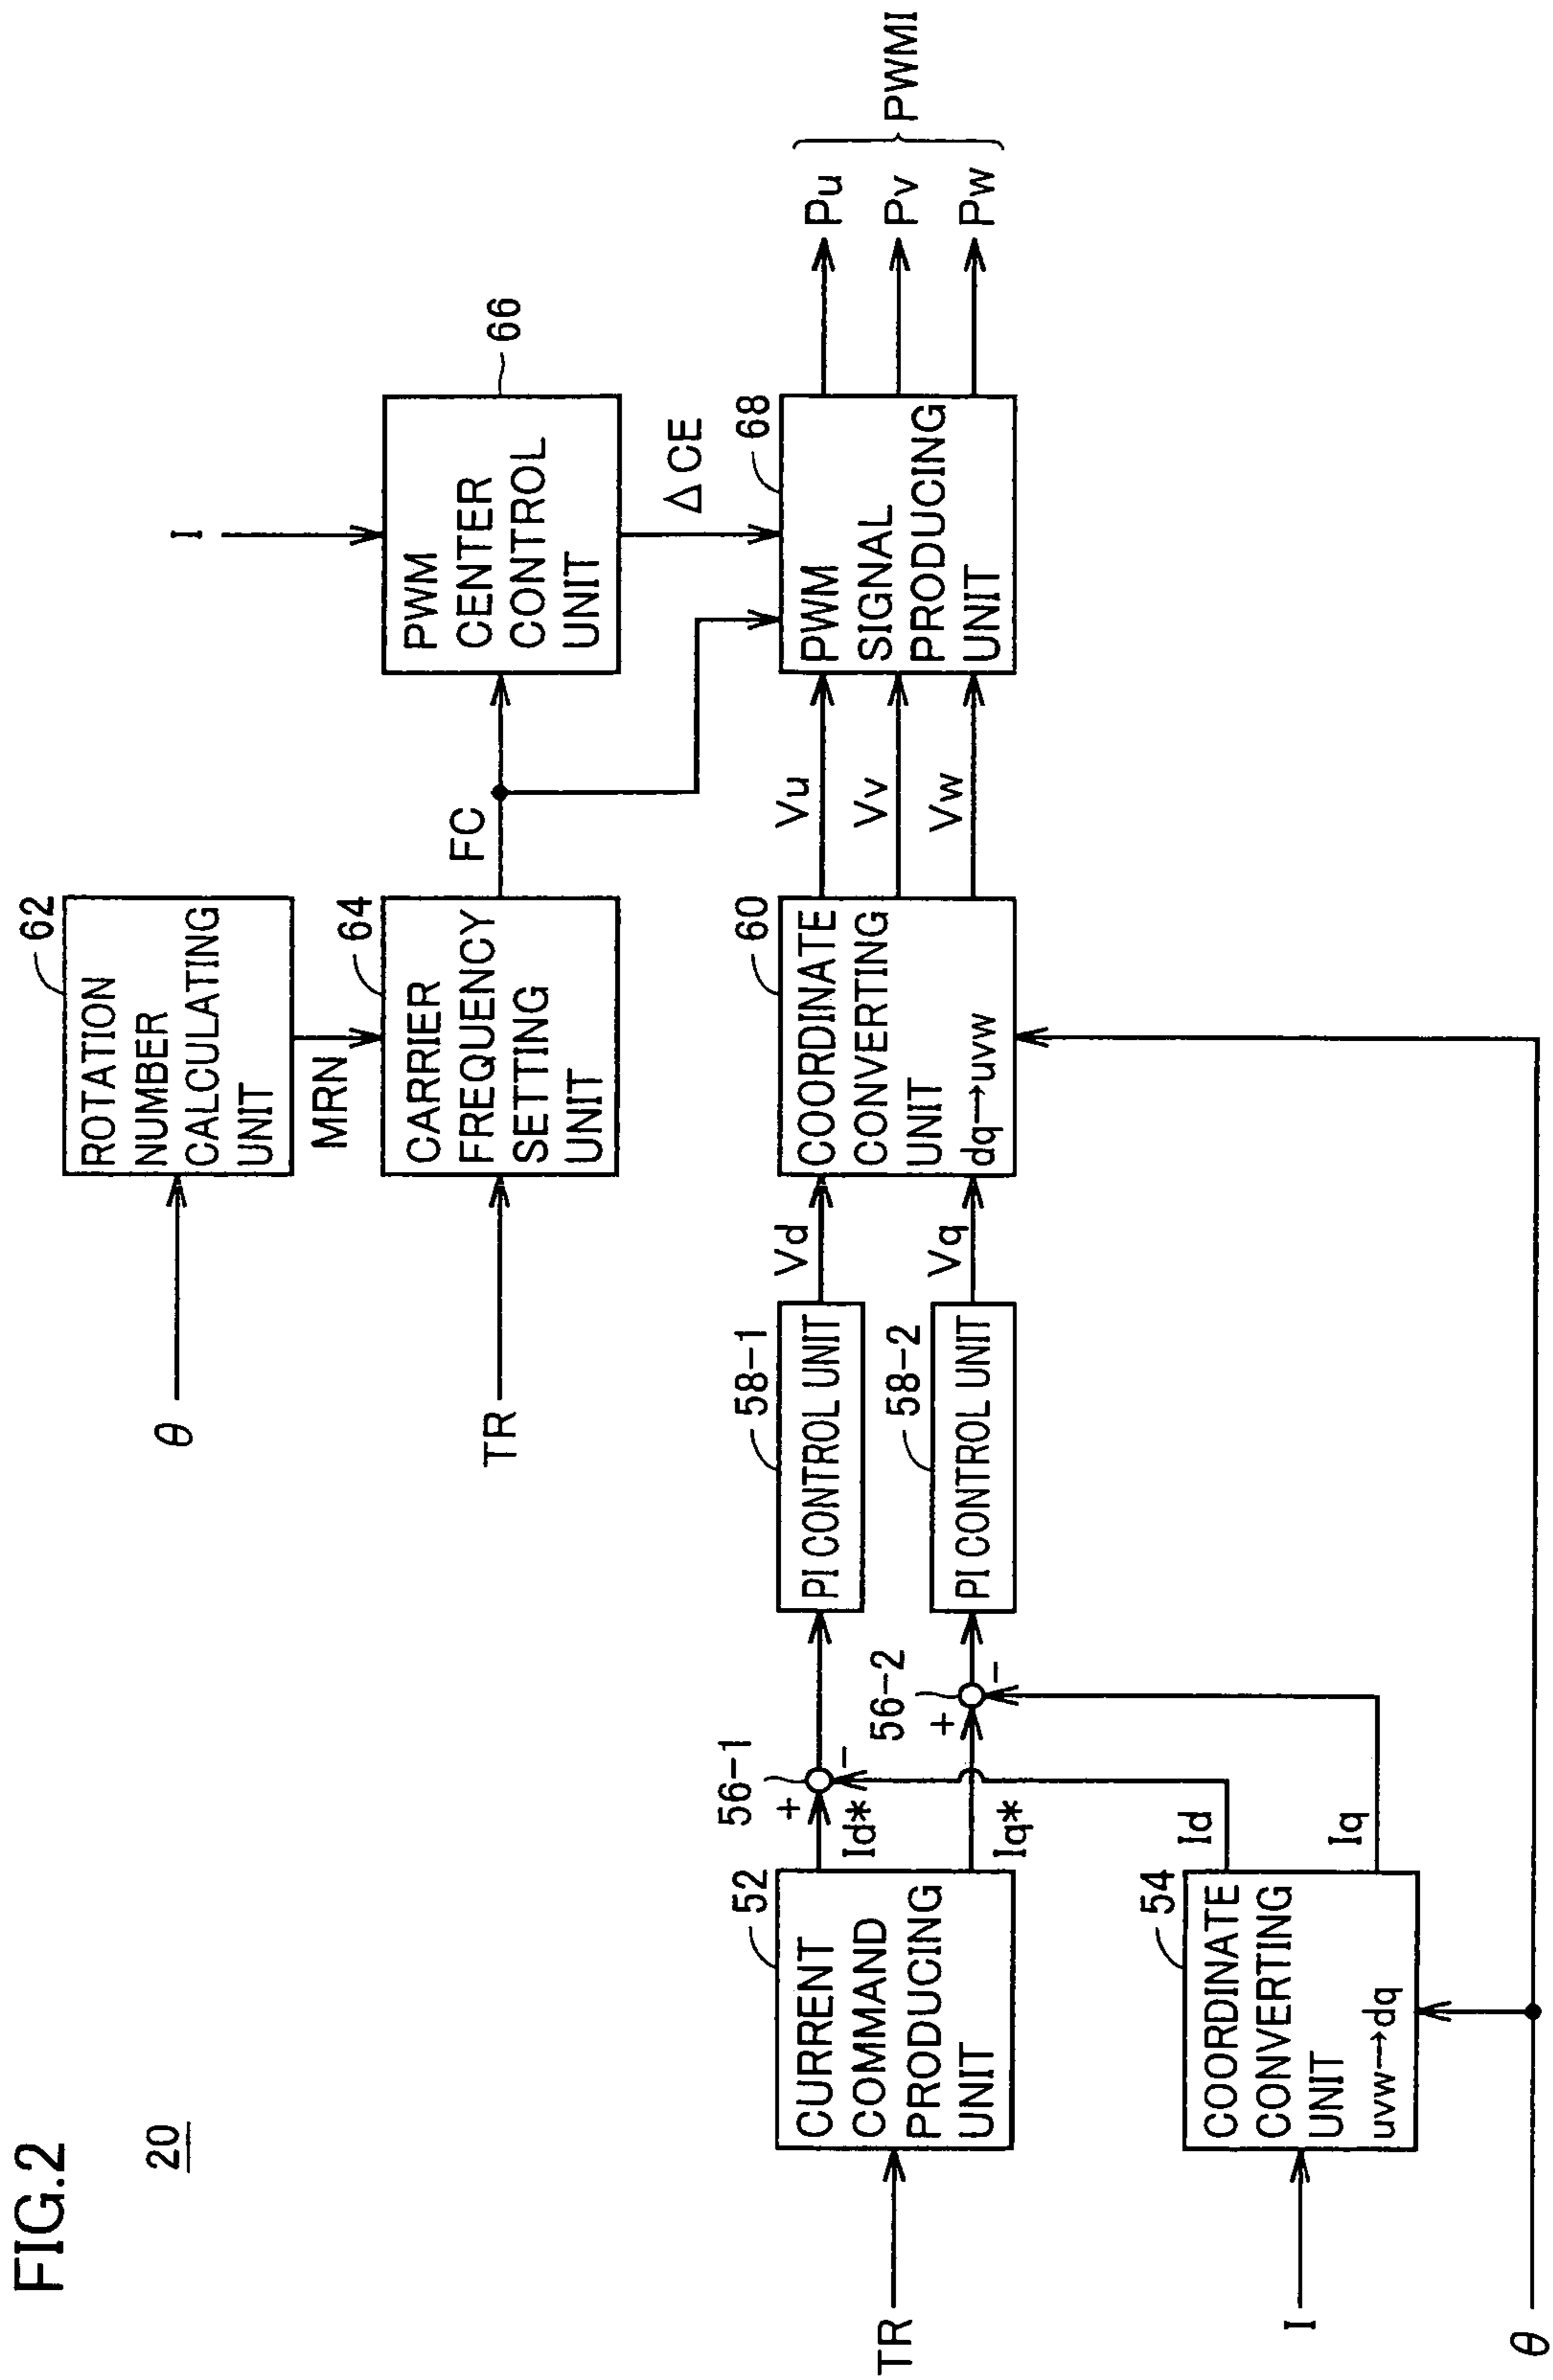 FIG.2
20
θ
62
ROTATION
NUMBER
CALCULATING
UNIT
MRN
TR
64
CARRIER
FREQUENCY
SETTING
UNIT
FC
I
66
PWM
CENTER
CONTROL
UNIT
ΔCE
TR
52
CURRENT
COMMAND
PRODUCING
UNIT
Id*
Iq*
56-1
+
-
56-2
+
-
58-1
PI CONTROL UNIT
58-2
PI CONTROL UNIT
Vd
Vq
60
COORDINATE
CONVERTING
UNIT
dq→uvw
Vu
Vv
Vw
68
PWM
SIGNAL
PRODUCING
UNIT
Pu
Pv
Pw
PWMI
I
54
COORDINATE
CONVERTING
UNIT
uvw→dq
Id
Iq
θ